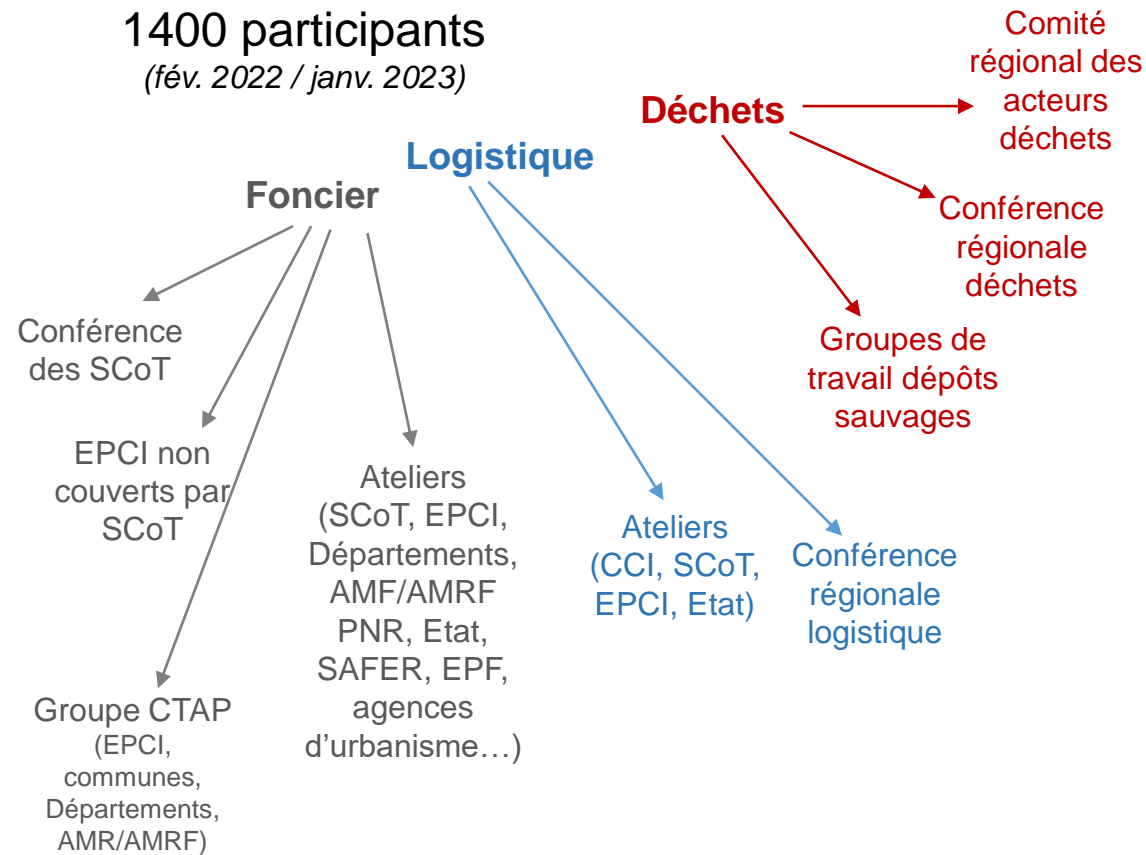 1400 participants
(fév. 2022 / janv. 2023)
Déchets
Comité
régional des
acteurs
déchets
Conférence
régionale
déchets
Groupes de
travail dépôts
sauvages
Logistique
Ateliers
(CCI, SCoT,
EPCI, Etat)
Conférence
régionale
logistique
Foncier
Conférence
des SCoT
EPCI non
couverts par
SCoT
Groupe CTAP
(EPCI,
communes,
Départements,
AMR/AMRF)
Ateliers
(SCoT, EPCI,
Départements,
AMF/AMRF
PNR, Etat,
SAFER, EPF,
agences
d’urbanisme…)